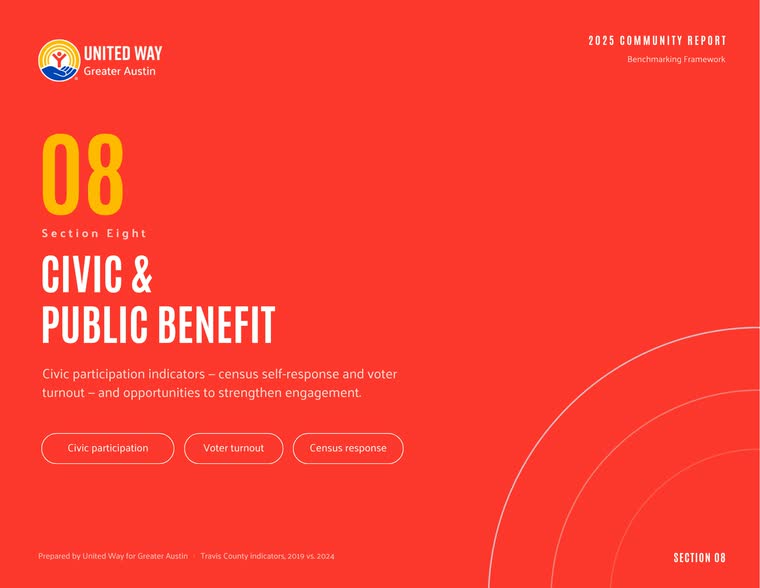 UNITED WAY
Greater Austin
2025 COMMUNITY REPORT
Benchmarking Framework
08
Section Eight
CIVIC &
PUBLIC BENEFIT
Civic participation indicators – census self-response and voter
turnout – and opportunities to strengthen engagement.
Civic participation
Voter turnout
Census response
Prepared by United Way for Greater Austin · Travis County indicators, 2019 vs. 2024
SECTION 08